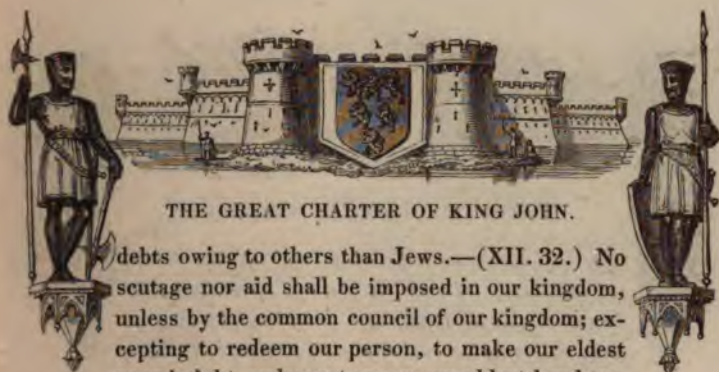 THE GREAT CHARTER OF KING JOHN.
debts owing to others than Jews.—(XII. 32.) No
scutage nor aid shall be imposed in our kingdom,
unless by the common council of our kingdom; ex-
cepting to redeem our person, to make our eldest